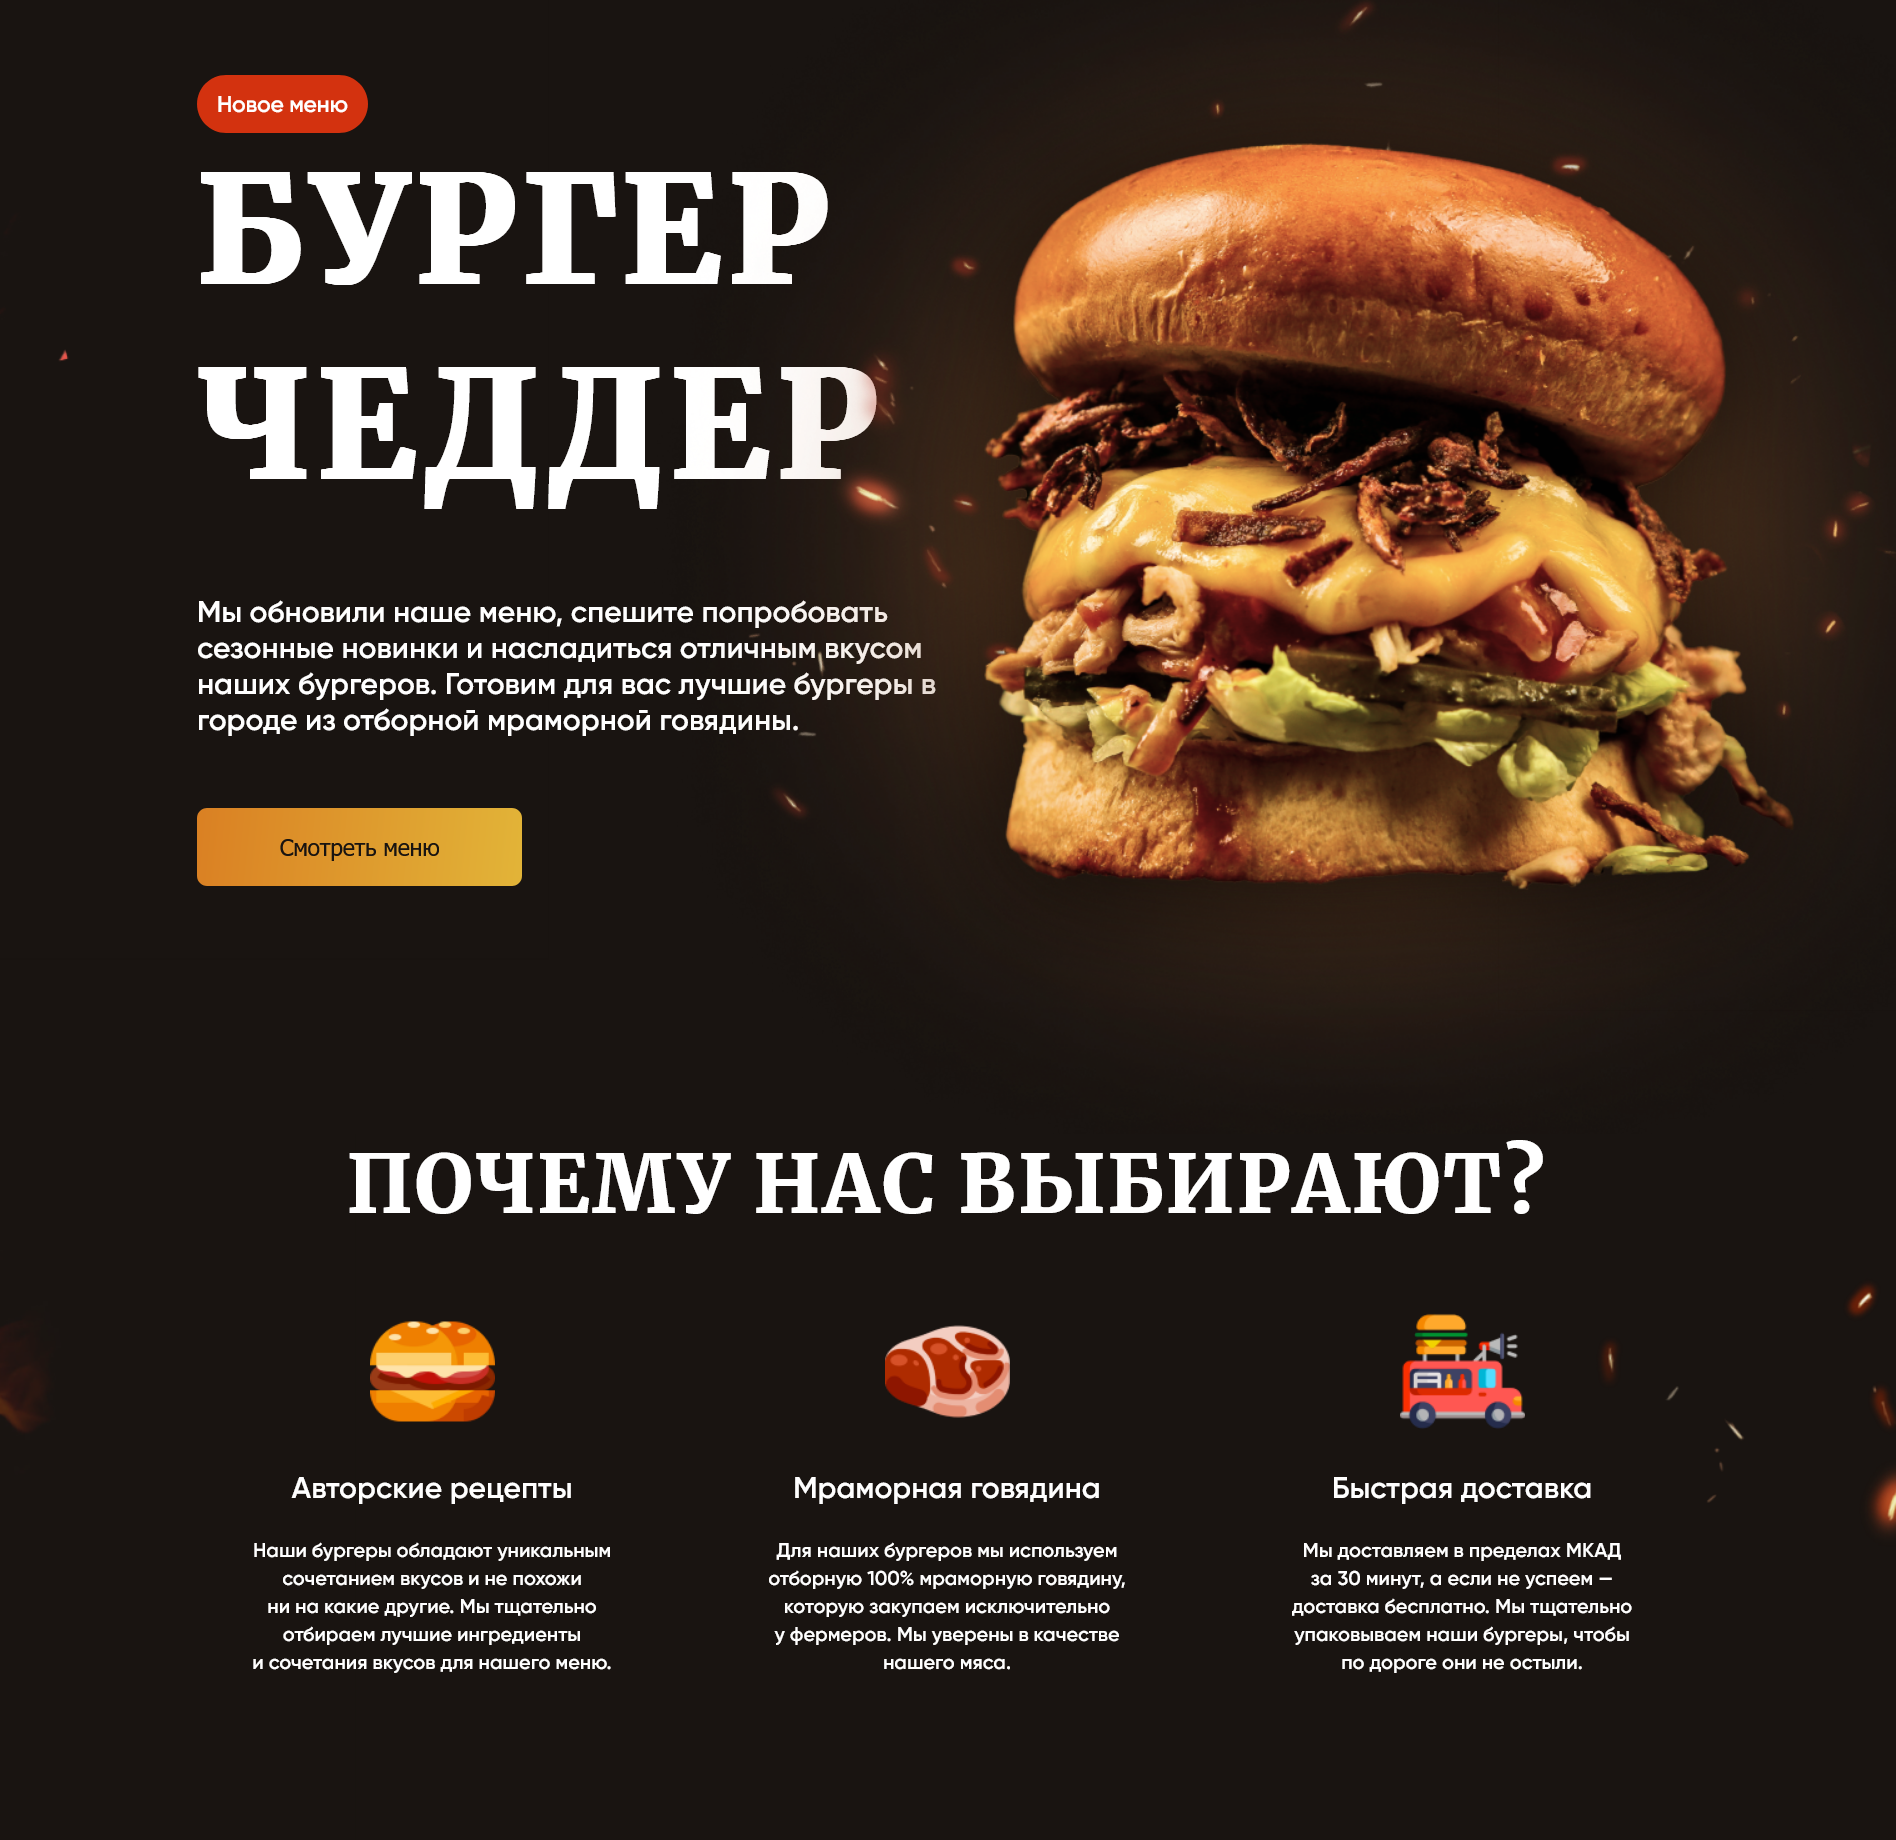 Новое меню
БУРГЕР
ЧЕДДЕР
Мы обновили наше меню, спешите попробовать
сезонные новинки и насладиться отличным вкусом
наших бургеров. Готовим для вас лучшие бургеры в
городе из отборной мраморной говядины.
Смотреть меню
ПОЧЕМУ НАС ВЫБИРАЮТ?
Авторские рецепты
Наши бургеры обладают уникальным
сочетанием вкусов и не похожи
ни на какие другие. Мы тщательно
отбираем лучшие ингредиенты
и сочетания вкусов для нашего меню.
Мраморная говядина
Для наших бургеров мы используем
отборную 100% мраморную говядину,
которую закупаем исключительно
у фермеров. Мы уверены в качестве
нашего мяса.
Быстрая доставка
Мы доставляем в пределах МКАД
за 30 минут, а если не успеем —
доставка бесплатно. Мы тщательно
упаковываем наши бургеры, чтобы
по дороге они не остыли.